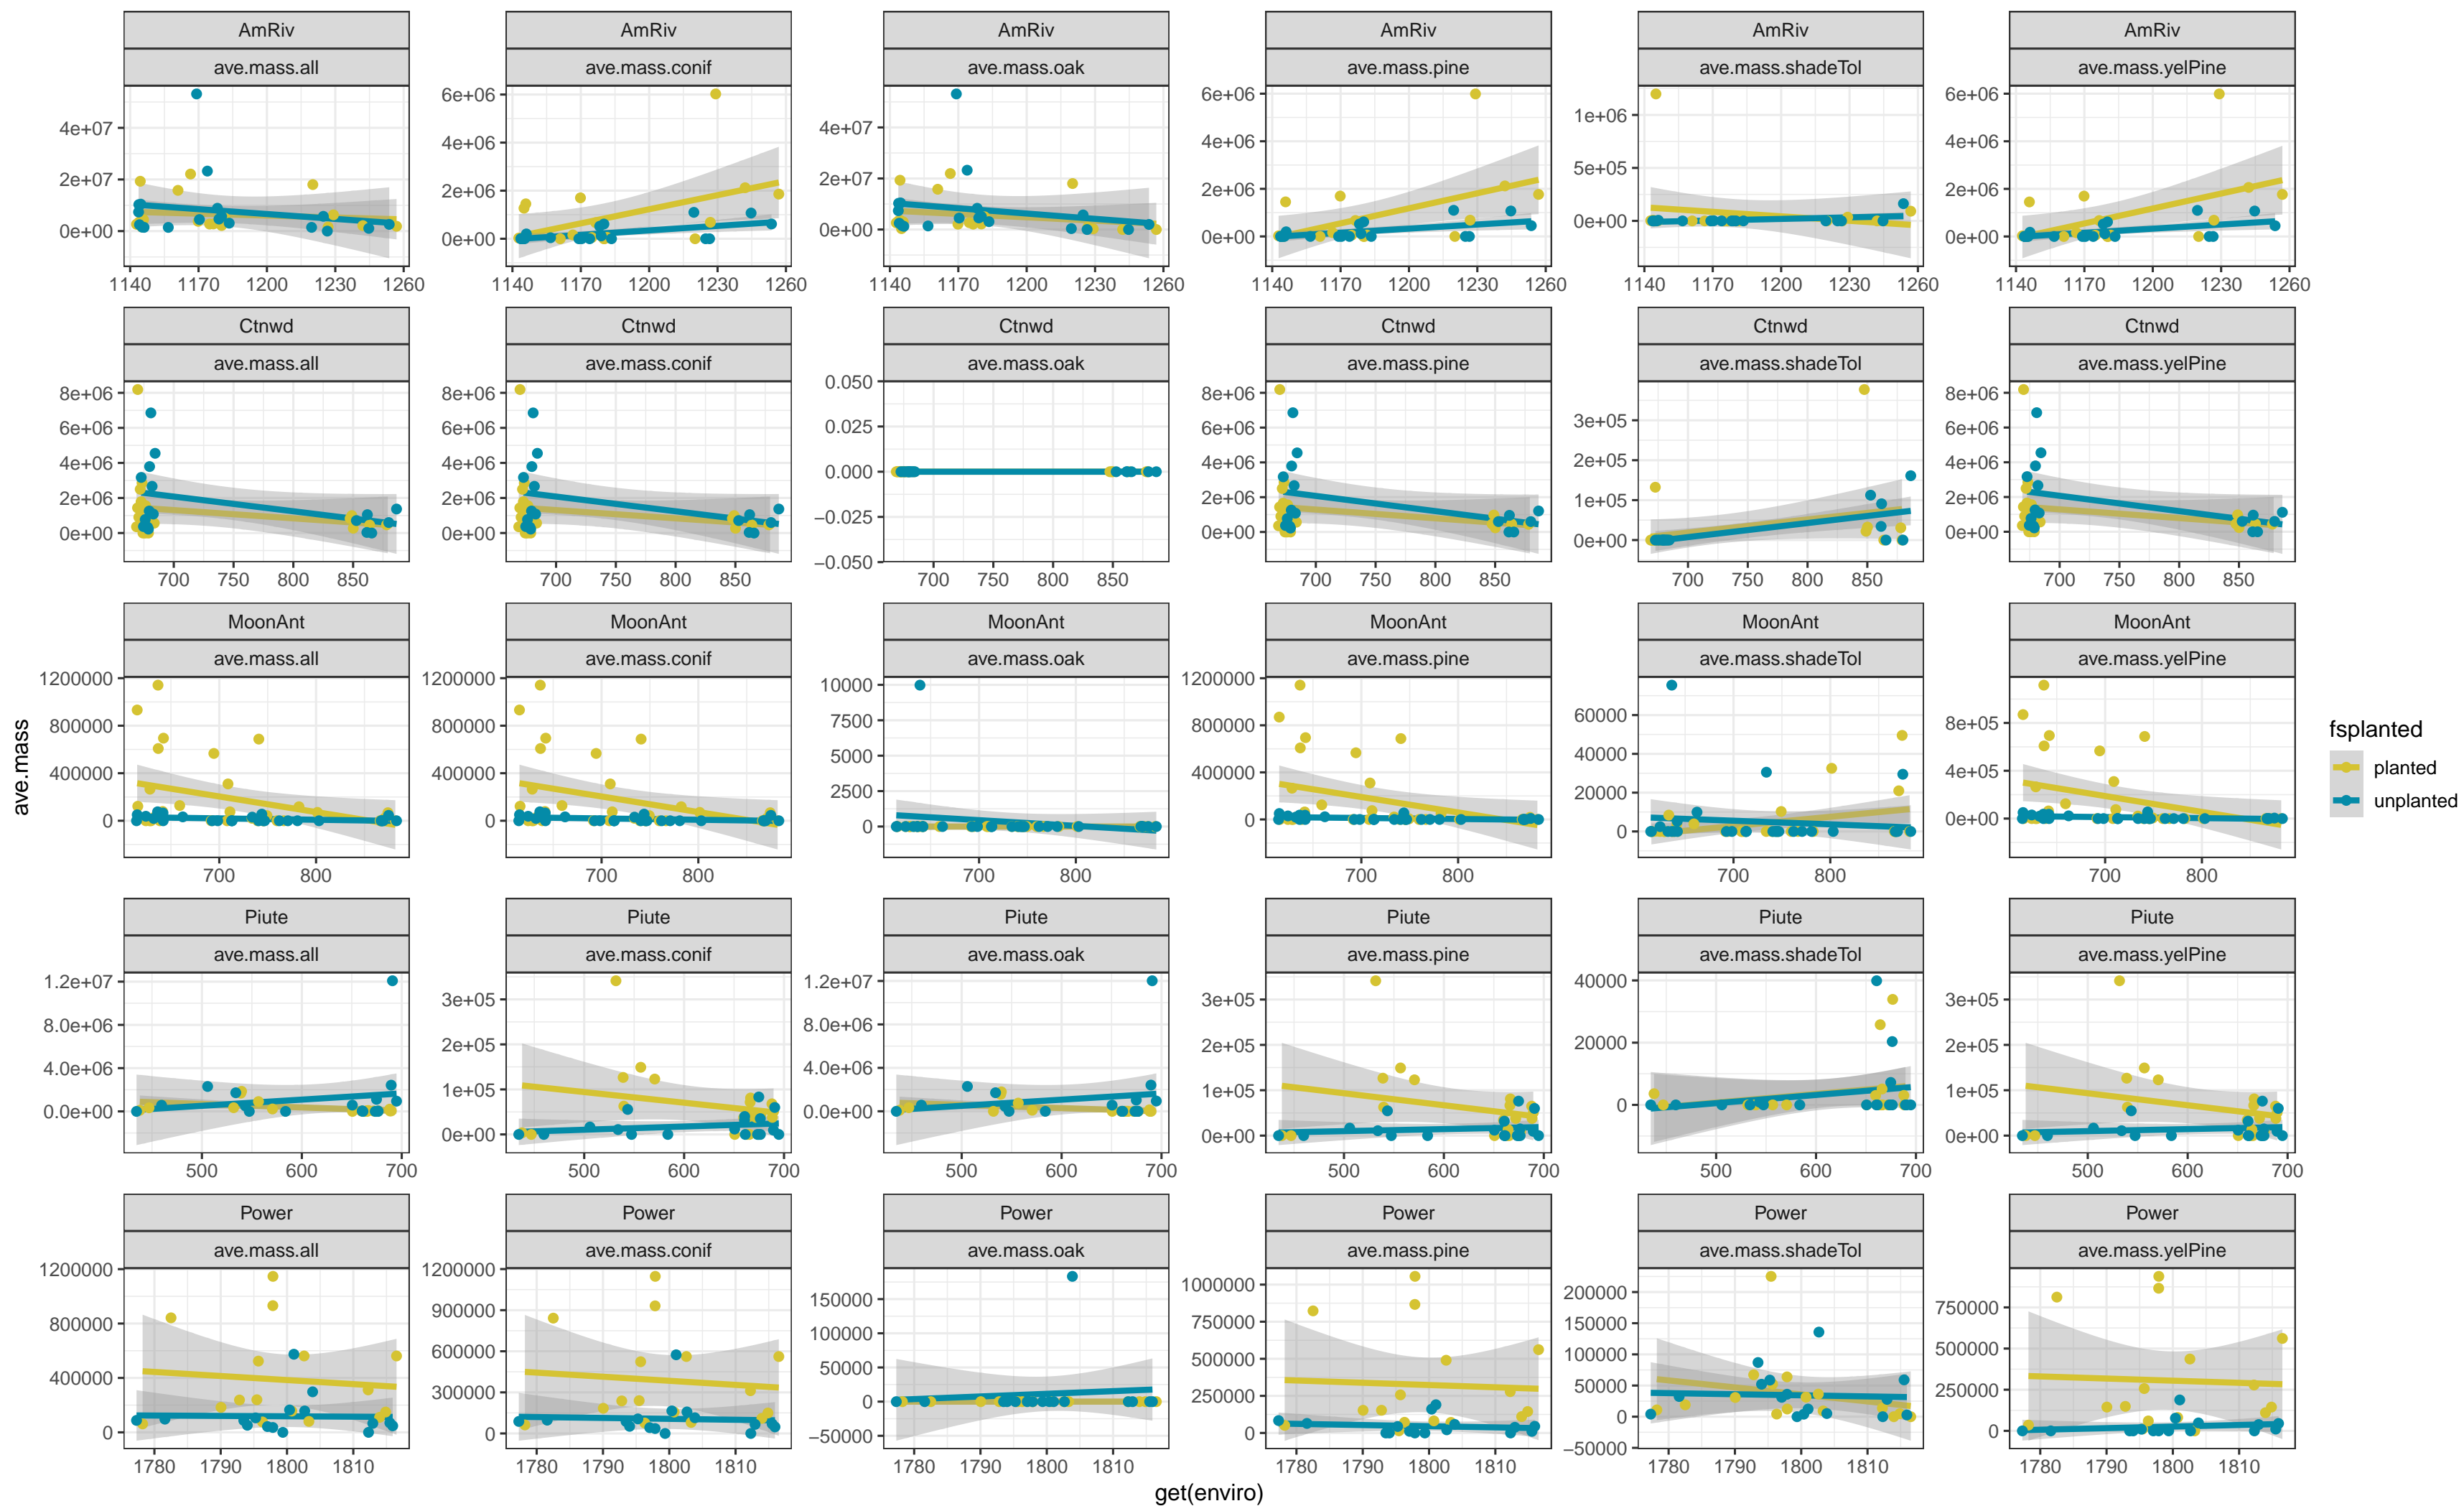 AmRiv AmRiv AmRiv AmRiv AmRiv AmRiv
ave.mass.all ave.mass.conif ave.mass.oak ave.mass.pine ave.mass.shadeTol ave.mass.yelPine
4e+07 2e+07 0e+00
6e+06 4e+06 2e+06 0e+00
4e+07 2e+07 0e+00
6e+06 4e+06 2e+06 0e+00
1e+06 5e+05 0e+00
6e+06 4e+06 2e+06 0e+00
1140 1170 1200 1230 1260 1140 1170 1200 1230 1260 1140 1170 1200 1230 1260 1140 1170 1200 1230 1260 1140 1170 1200 1230 1260 1140 1170 1200 1230 1260
Ctnwd Ctnwd Ctnwd Ctnwd Ctnwd Ctnwd
ave.mass.all ave.mass.conif ave.mass.oak ave.mass.pine ave.mass.shadeTol ave.mass.yelPine
8e+06 6e+06 4e+06 2e+06 0e+00
8e+06 6e+06 4e+06 2e+06 0e+00
0.050 0.025 0.000 −0.025 −0.050
8e+06 6e+06 4e+06 2e+06 0e+00
3e+05 2e+05 1e+05 0e+00
8e+06 6e+06 4e+06 2e+06 0e+00
700 750 800 850 700 750 800 850 700 750 800 850 700 750 800 850 700 750 800 850 700 750 800 850
MoonAnt MoonAnt MoonAnt MoonAnt MoonAnt MoonAnt
ave.mass.all ave.mass.conif ave.mass.oak ave.mass.pine ave.mass.shadeTol ave.mass.yelPine
1200000 800000 400000 0
1200000 800000 400000 0
10000 7500 5000 2500 0
1200000 800000 400000 0
60000 40000 20000 0
8e+05 4e+05 0e+00
700 800 700 800 700 800 700 800 700 800 700 800
Piute Piute Piute Piute Piute Piute
ave.mass.all ave.mass.conif ave.mass.oak ave.mass.pine ave.mass.shadeTol ave.mass.yelPine
1.2e+07 8.0e+06 4.0e+06 0.0e+00
3e+05 2e+05 1e+05 0e+00
1.2e+07 8.0e+06 4.0e+06 0.0e+00
3e+05 2e+05 1e+05 0e+00
40000 20000 0
3e+05 2e+05 1e+05 0e+00
500 600 700 500 600 700 500 600 700 500 600 700 500 600 700 500 600 700
Power Power Power Power Power Power
ave.mass.all ave.mass.conif ave.mass.oak ave.mass.pine ave.mass.shadeTol ave.mass.yelPine
1200000 800000 400000 0
1200000 900000 600000 300000 0
150000 100000 50000 0 −50000
1000000 750000 500000 250000 0
200000 150000 100000 50000 0 −50000
750000 500000 250000 0
1780 1790 1800 1810 1780 1790 1800 1810 1780 1790 1800 1810 1780 1790 1800 1810 1780 1790 1800 1810 1780 1790 1800 1810
get(enviro)
ave.mass
fsplanted
planted
unplanted